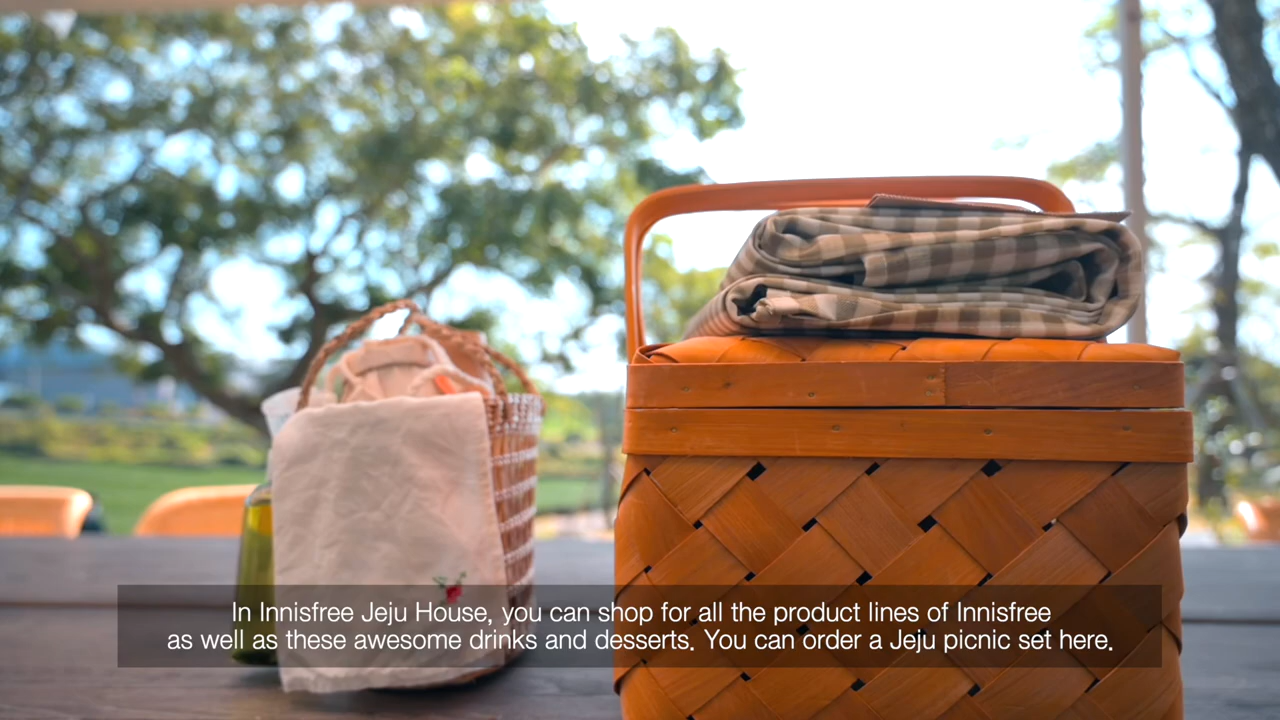 In Innisfree Jeju House, you can shop for all the product lines of Innisfree
as well as these awesome drinks and desserts. You can order a Jeju picnic set here.